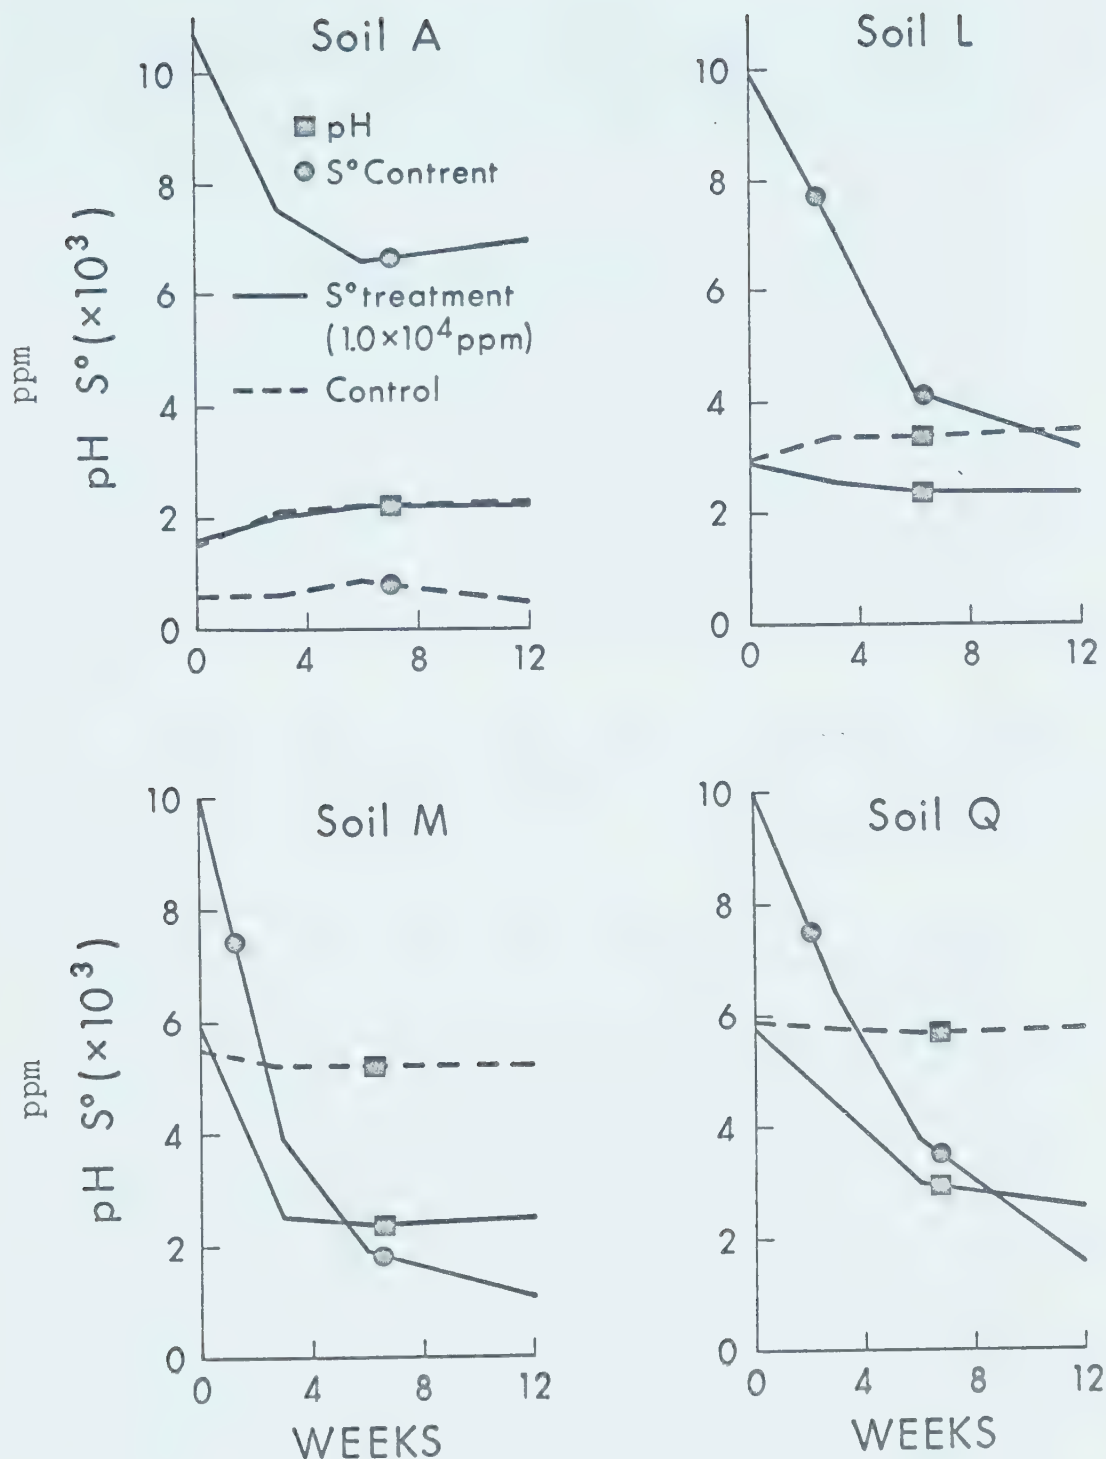 Soil A
10
8
6
4
2
0
0 4 8 12
pH
S° Contrent
S° treatment
(1.0×10⁴ ppm)
Control
ppm
pH S° (×10³)
Soil L
10
8
6
4
2
0
0 4 8 12
Soil M
10
8
6
4
2
0
0 4 8 12
WEEKS
ppm
pH S° (×10³)
Soil Q
10
8
6
4
2
0
0 4 8 12
WEEKS